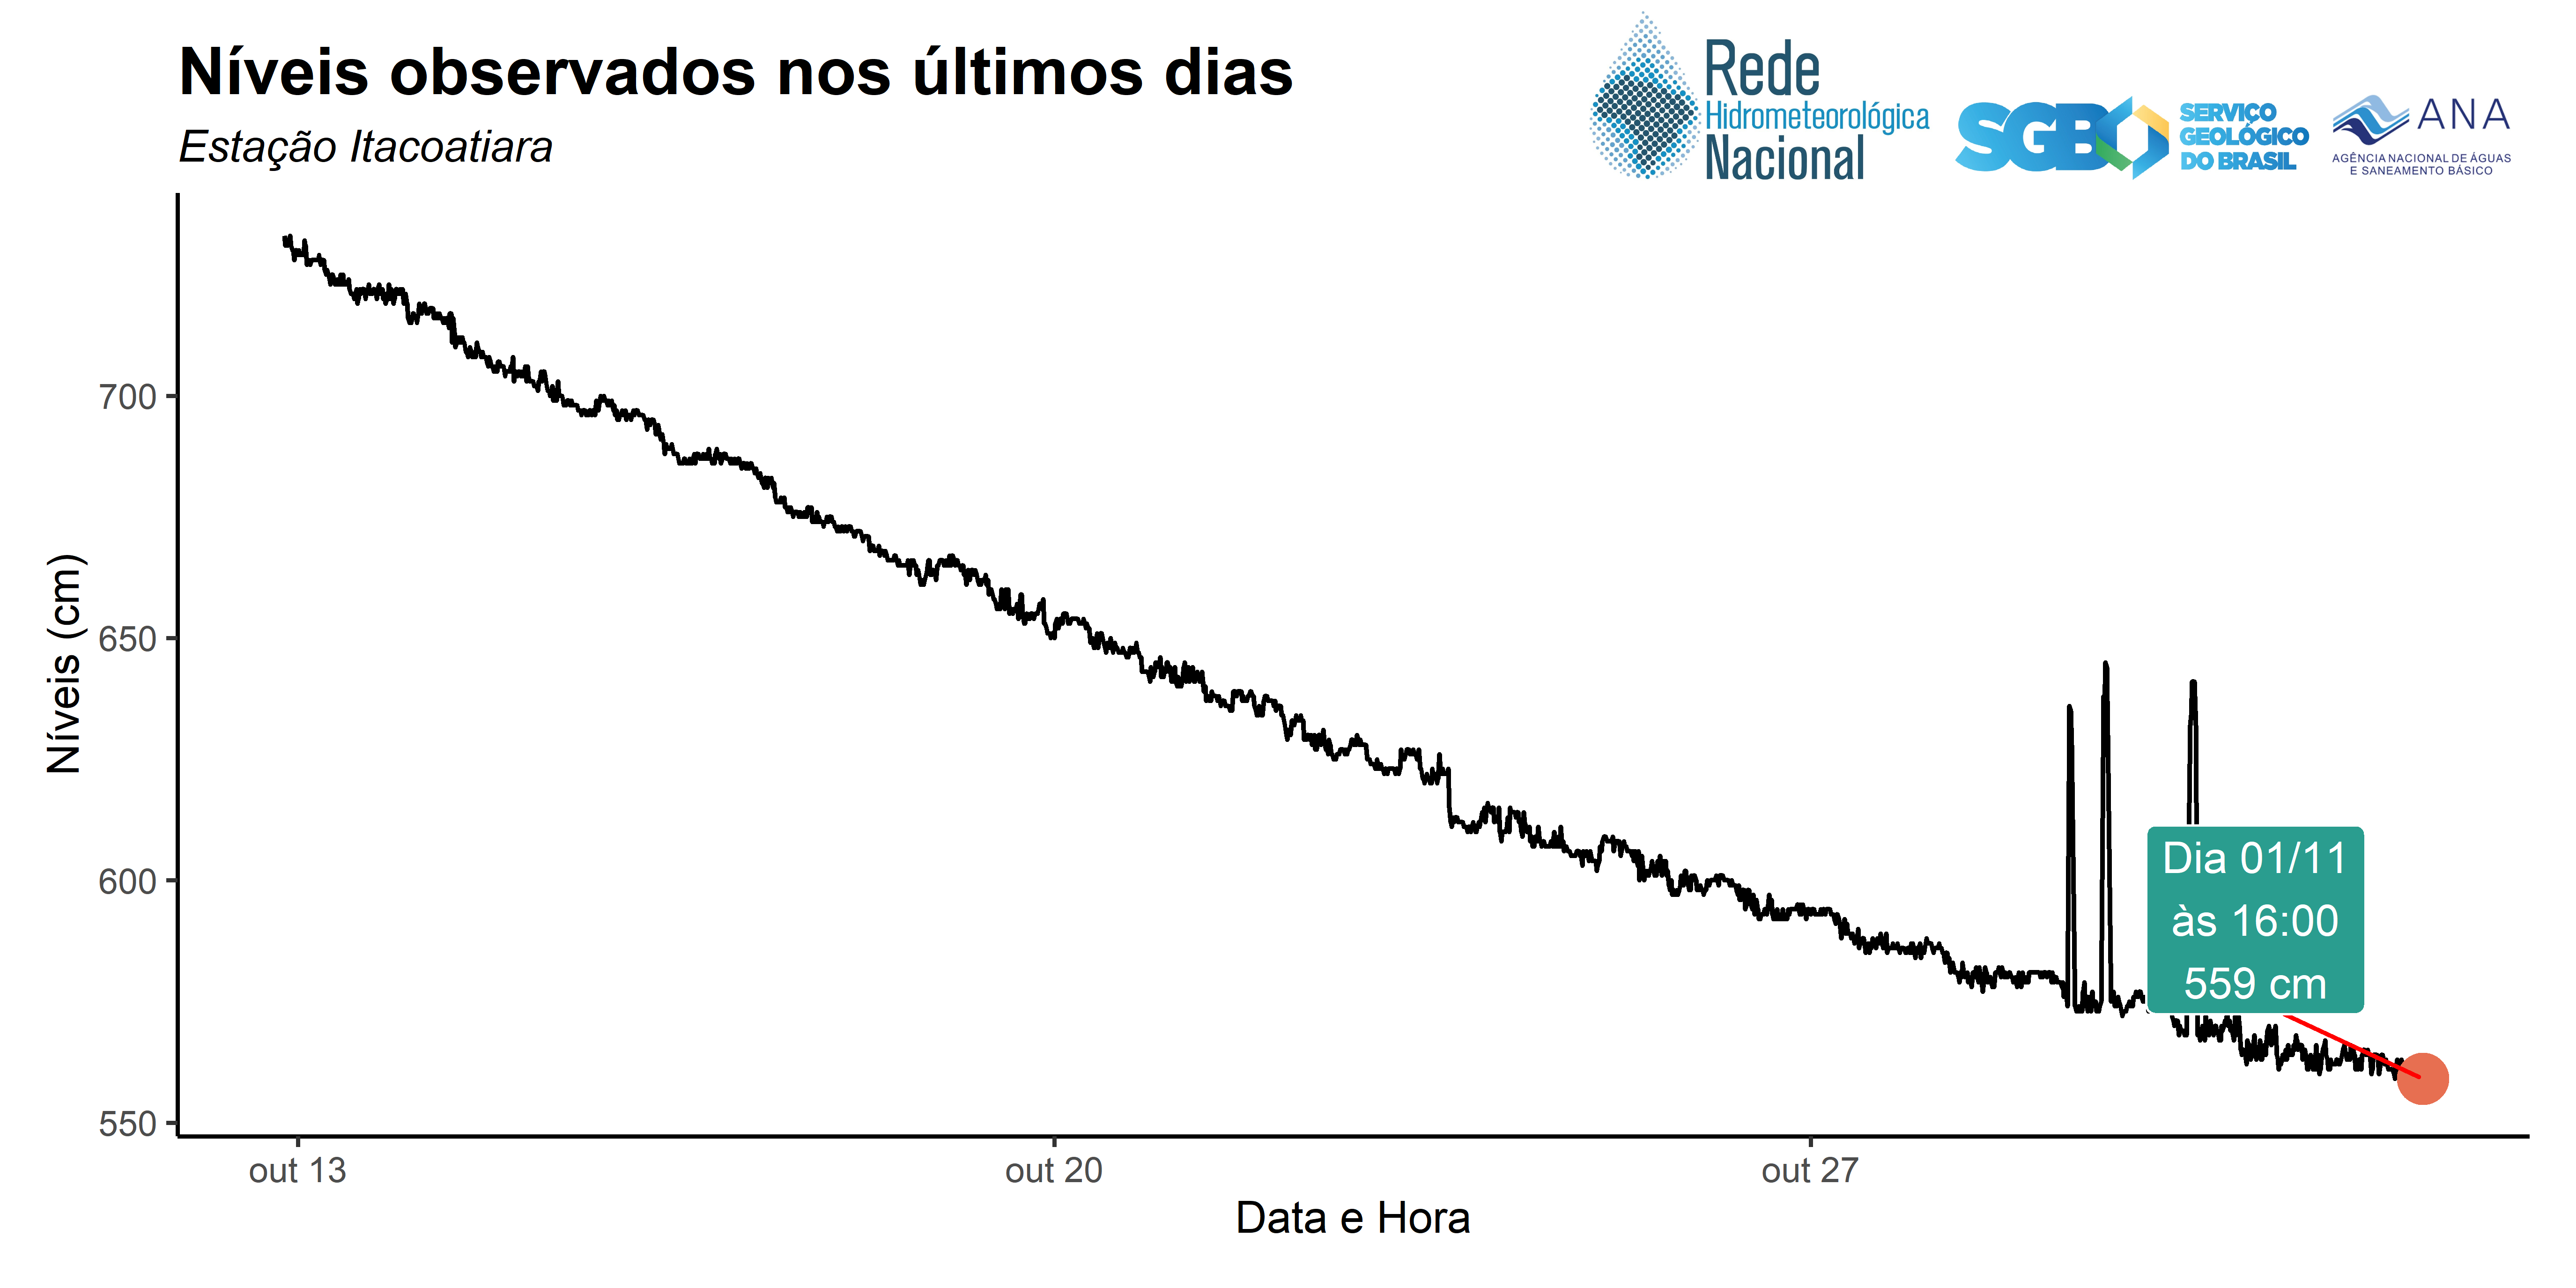 Níveis observados nos últimos dias
Estação Itacoatiara
Rede
Hidrometeorológica
Nacional
SGB
SERVIÇO
GEOLÓGICO
DO BRASIL
ANA
AGÊNCIA NACIONAL DE ÁGUAS
E SANEAMENTO BÁSICO
Níveis (cm)
700
650
600
550
Dia 01/11
às 16:00
559 cm
out 13
out 20
out 27
Data e Hora